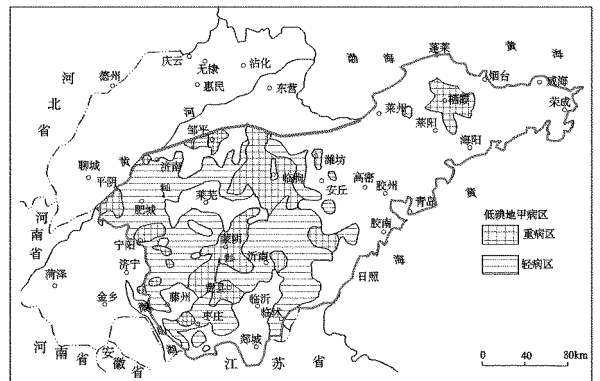 渤 海
黄 海
蓬莱
烟台
威海
荣成
栖霞
莱州
莱阳
海阳
庆云
无棣
沾化
惠民
东营
德州
河北省
黄
河
邹平
济南
聊城
平阴
临朐
潍坊
安丘
高密
胶州
青岛
胶南
黄
海
日照
莱芜
肥城
宁阳
济宁
蒙阴
沂南
河南省
菏泽
金乡
滕州
枣庄
临沂
临沭
郯城
湖
河南省
安徽省
江苏省
低碘地甲病区
重病区
轻病区
0 40 80km